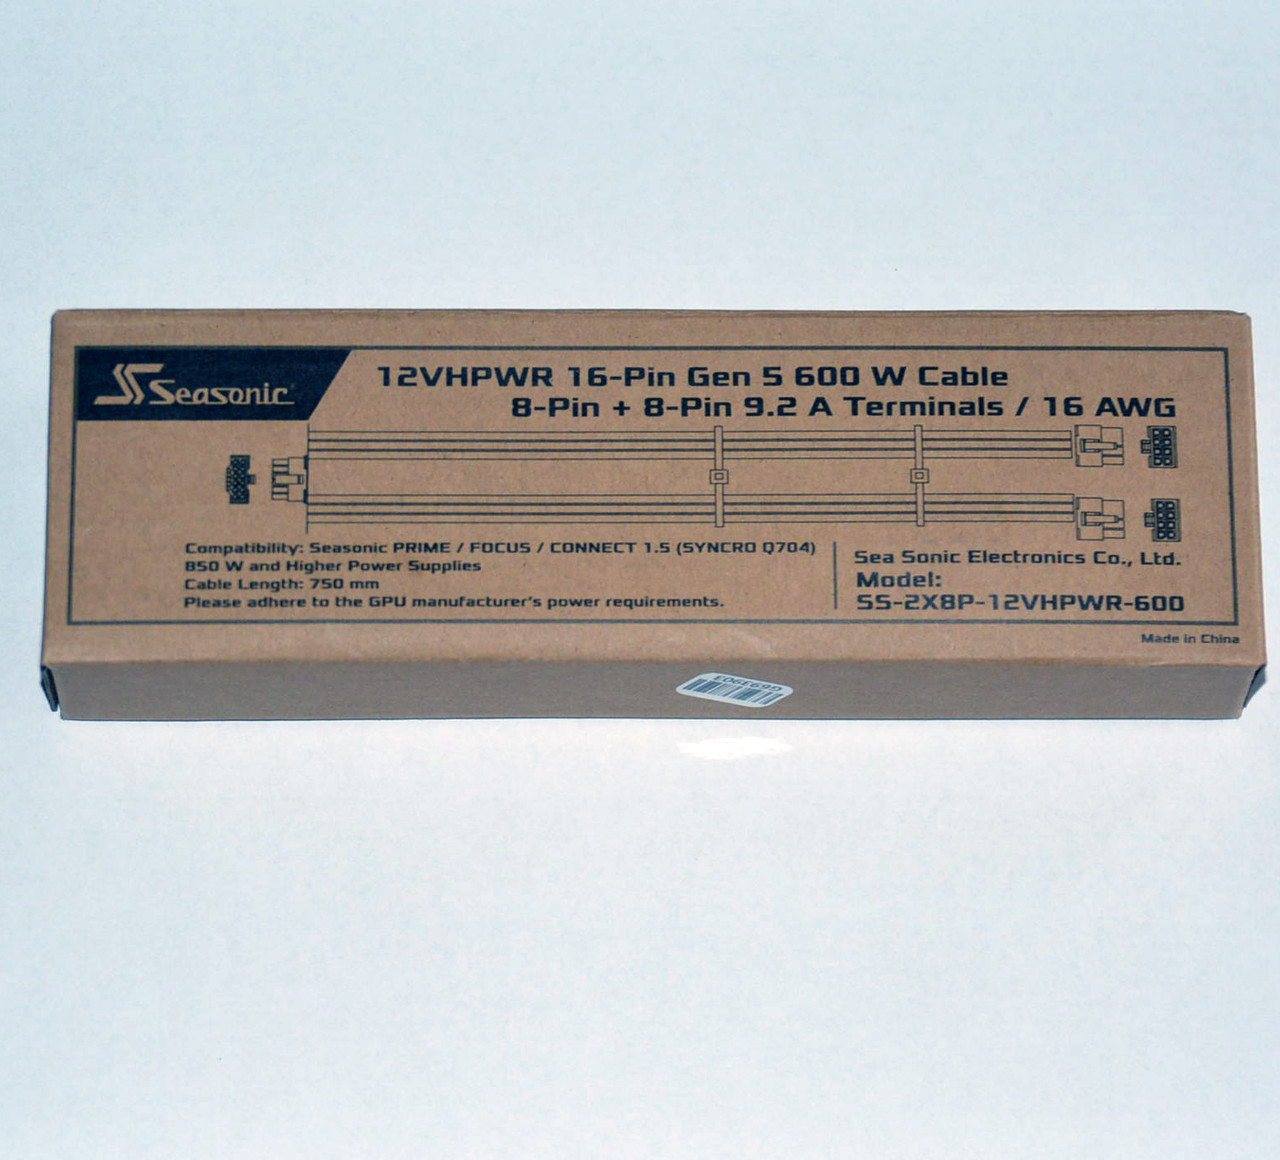 Seasonic
12VHPWR 16-Pin Gen 5 600 W Cable
8-Pin + 8-Pin 9.2 A Terminals / 16 AWG
Compatibility: Seasonic PRIME / FOCUS / CONNECT 1.5 (SYNCRO Q704)
850 W and Higher Power Supplies
Cable Length: 750 mm
Please adhere to the GPU manufacturer's power requirements.
Sea Sonic Electronics Co., Ltd.
Model:
SS-2X8P-12VHPWR-600
Made in China